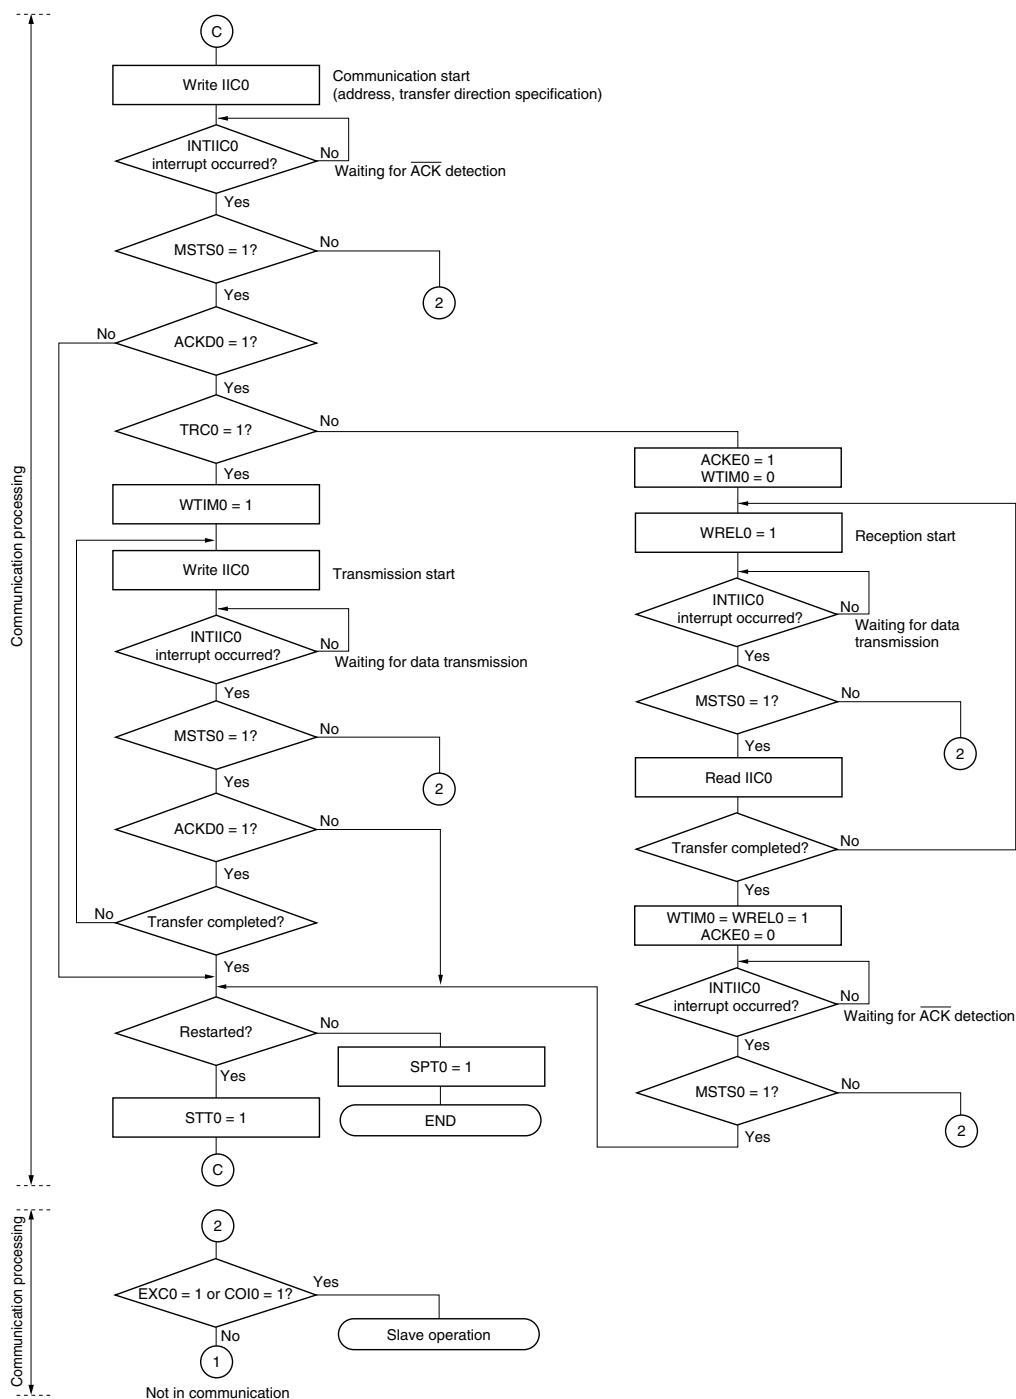 C
Write IIC0
Communication start
(address, transfer direction specification)
INTIIC0
interrupt occurred?
No
Waiting for ACK detection
Yes
MSTS0 = 1?
No
2
Yes
ACKD0 = 1?
No
Yes
TRC0 = 1?
No
Yes
WTIM0 = 1
Write IIC0
Transmission start
INTIIC0
interrupt occurred?
No
Waiting for data transmission
Yes
MSTS0 = 1?
No
2
Yes
ACKD0 = 1?
No
Yes
Transfer completed?
No
Yes
Restarted?
No
SPT0 = 1
END
Yes
STT0 = 1
C
ACKE0 = 1
WTIM0 = 0
WREL0 = 1
Reception start
INTIIC0
interrupt occurred?
No
Waiting for data
transmission
Yes
MSTS0 = 1?
No
2
Yes
Read IIC0
Transfer completed?
No
Yes
WTIM0 = WREL0 = 1
ACKE0 = 0
INTIIC0
interrupt occurred?
No
Waiting for ACK detection
Yes
MSTS0 = 1?
No
2
Yes
Communication processing
2
EXC0 = 1 or COI0 = 1?
Yes
Slave operation
No
1
Not in communication
Communication processing